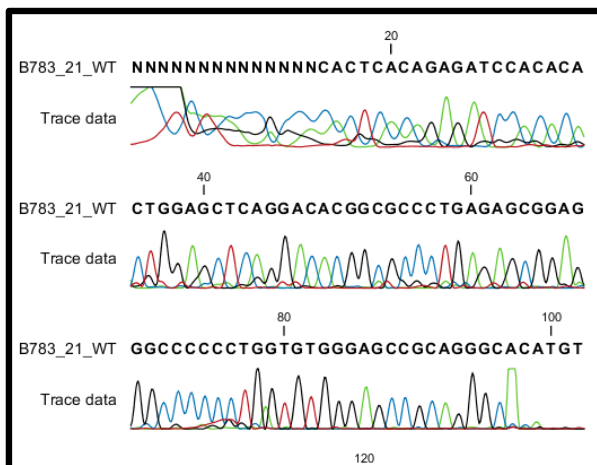 20
B783_21_WT NNNNNNNNNNNNNNCACTCACAGAGATCCACACA
Trace data
40 60
B783_21_WT CTGGAGCTCAGGACACGGCGCCCTGAGAGCGGAG
Trace data
80 100
B783_21_WT GGCCCCCCTGGTGTGGGAGCCGCAGGGCACATGT
Trace data
120